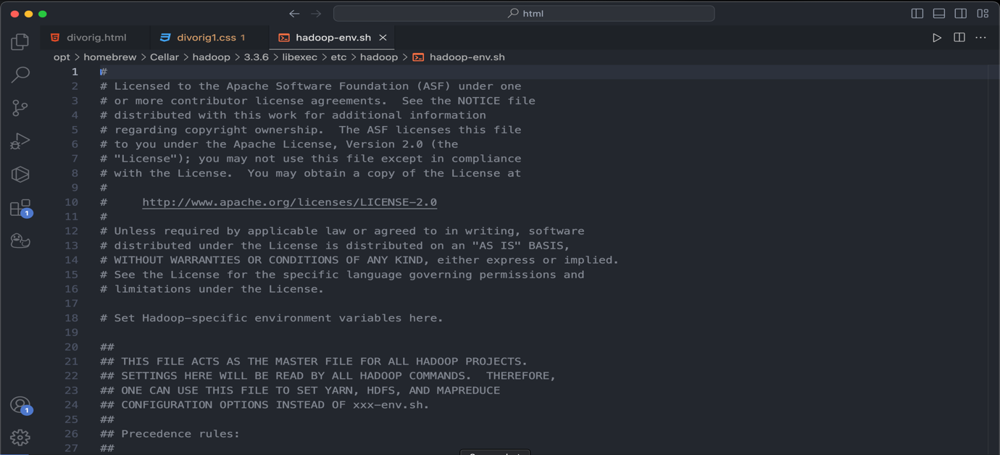 html
divorig.html
divorig1.css 1
hadoop-env.sh
opt > homebrew > Cellar > hadoop > 3.3.6 > libexec > etc > hadoop > hadoop-env.sh
1 #
2 # Licensed to the Apache Software Foundation (ASF) under one
3 # or more contributor license agreements.  See the NOTICE file
4 # distributed with this work for additional information
5 # regarding copyright ownership.  The ASF licenses this file
6 # to you under the Apache License, Version 2.0 (the
7 # "License"); you may not use this file except in compliance
8 # with the License.  You may obtain a copy of the License at
9 #
10 #     http://www.apache.org/licenses/LICENSE-2.0
11 #
12 # Unless required by applicable law or agreed to in writing, software
13 # distributed under the License is distributed on an "AS IS" BASIS,
14 # WITHOUT WARRANTIES OR CONDITIONS OF ANY KIND, either express or implied.
15 # See the License for the specific language governing permissions and
16 # limitations under the License.
17
18 # Set Hadoop-specific environment variables here.
19
20 ##
21 ## THIS FILE ACTS AS THE MASTER FILE FOR ALL HADOOP PROJECTS.
22 ## SETTINGS HERE WILL BE READ BY ALL HADOOP COMMANDS.  THEREFORE,
23 ## ONE CAN USE THIS FILE TO SET YARN, HDFS, AND MAPREDUCE
24 ## CONFIGURATION OPTIONS INSTEAD OF xxx-env.sh.
25 ##
26 ## Precedence rules:
27 ##
1
1